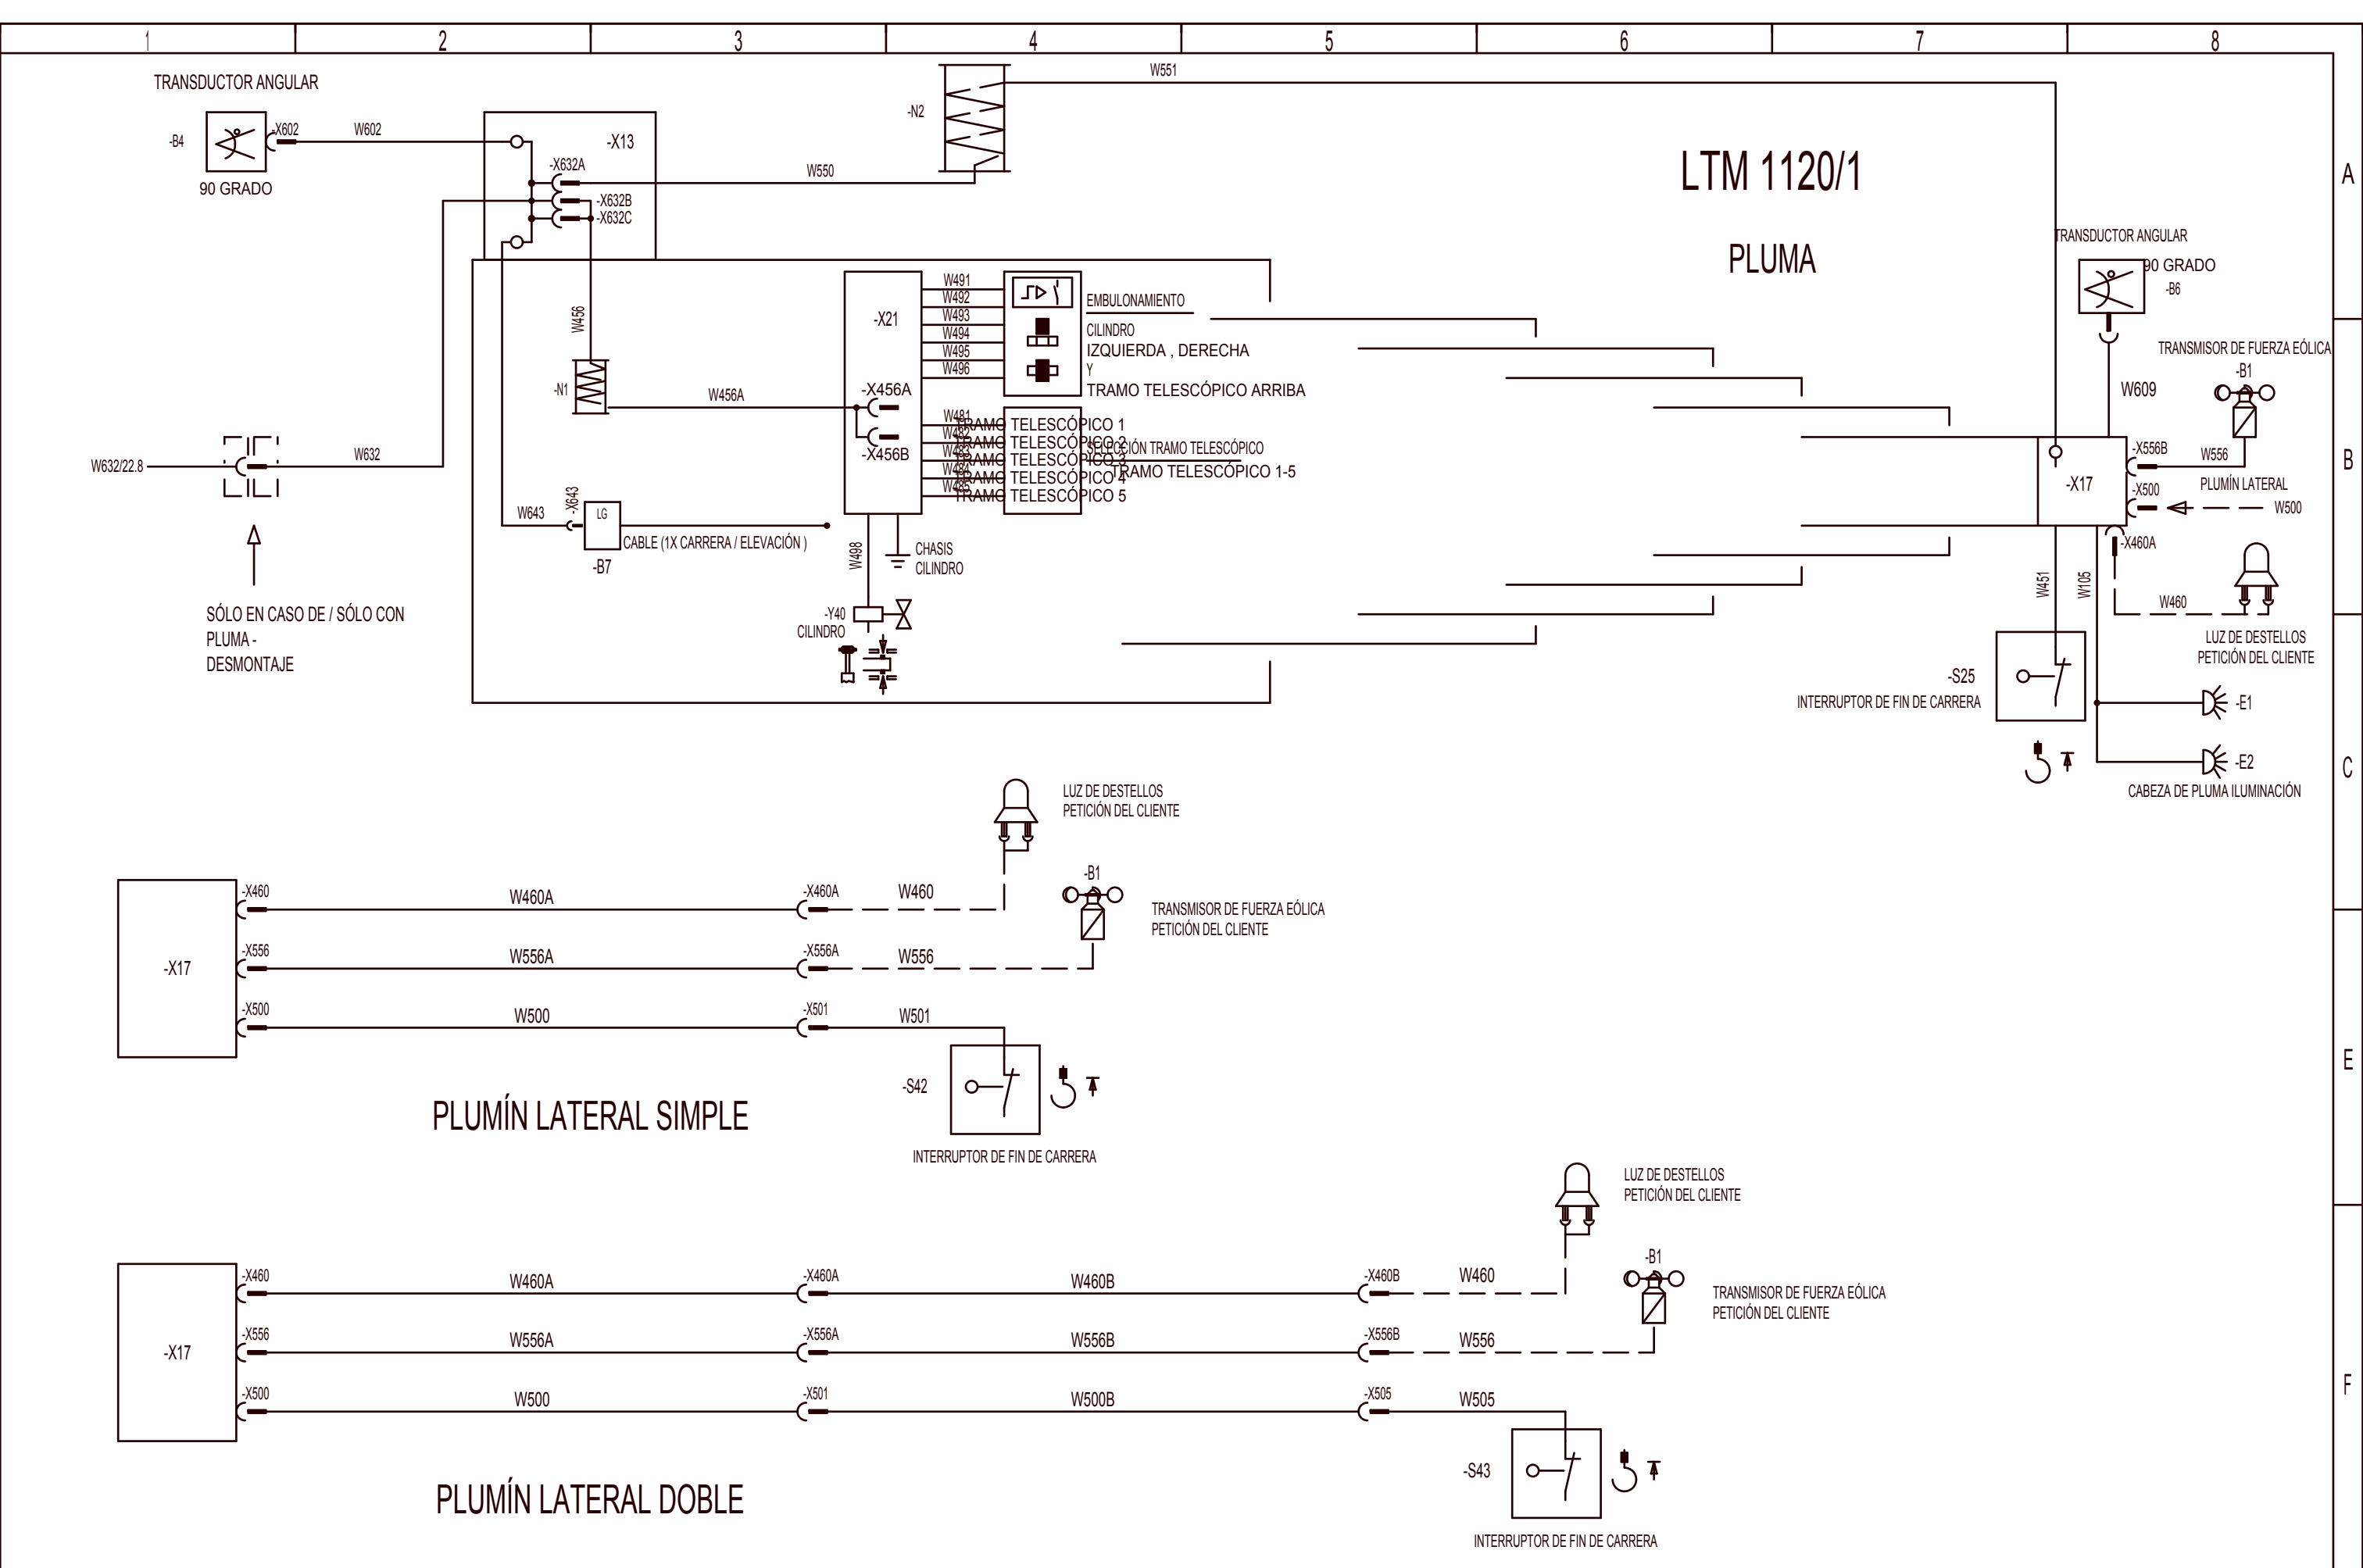 1 2 3 4 5 6 7 8
TRANSDUCTOR ANGULAR
-B4
-X602
W602
90 GRADO
-X13
-X632A
-X632B
-X632C
W550
-N2
W551
LTM 1120/1
PLUMA
A
TRANSDUCTOR ANGULAR
90 GRADO
-B6
W609
TRANSMISOR DE FUERZA EÓLICA
-B1
-X556B
W556
-X17
PLUMÍN LATERAL
-X500
W500
-X460A
W460
LUZ DE DESTELLOS
PETICIÓN DEL CLIENTE
W451
W105
B
W456
-N1
W456A
-X21
-X456A
-X456B
W491
W492
W493
W494
W495
W496
EMBULONAMIENTO
CILINDRO
IZQUIERDA , DERECHA
Y
TRAMO TELESCÓPICO ARRIBA
W481
W482
W483
W484
W485
TRAMO TELESCÓPICO 1
TRAMO TELESCÓPICO 2
TRAMO TELESCÓPICO 3
TRAMO TELESCÓPICO 4
TRAMO TELESCÓPICO 5
SELECCIÓN TRAMO TELESCÓPICO
TRAMO TELESCÓPICO 1-5
W632/22.8
W632
W643
-X643
LG
-B7
CABLE (1X CARRERA / ELEVACIÓN )
W498
CHASIS
CILINDRO
-Y40
CILINDRO
SÓLO EN CASO DE / SÓLO CON
PLUMA -
DESMONTAJE
-S25
INTERRUPTOR DE FIN DE CARRERA
-E1
-E2
CABEZA DE PLUMA ILUMINACIÓN
C
LUZ DE DESTELLOS
PETICIÓN DEL CLIENTE
-X17
-X460
W460A
-X460A
W460
-B1
TRANSMISOR DE FUERZA EÓLICA
PETICIÓN DEL CLIENTE
-X556
W556A
-X556A
W556
-X500
W500
-X501
W501
-S42
INTERRUPTOR DE FIN DE CARRERA
PLUMÍN LATERAL SIMPLE
E
LUZ DE DESTELLOS
PETICIÓN DEL CLIENTE
-X17
-X460
W460A
-X460A
W460B
-X460B
W460
-B1
TRANSMISOR DE FUERZA EÓLICA
PETICIÓN DEL CLIENTE
-X556
W556A
-X556A
W556B
-X556B
W556
-X500
W500
-X501
W500B
-X505
W505
F
-S43
INTERRUPTOR DE FIN DE CARRERA
PLUMÍN LATERAL DOBLE